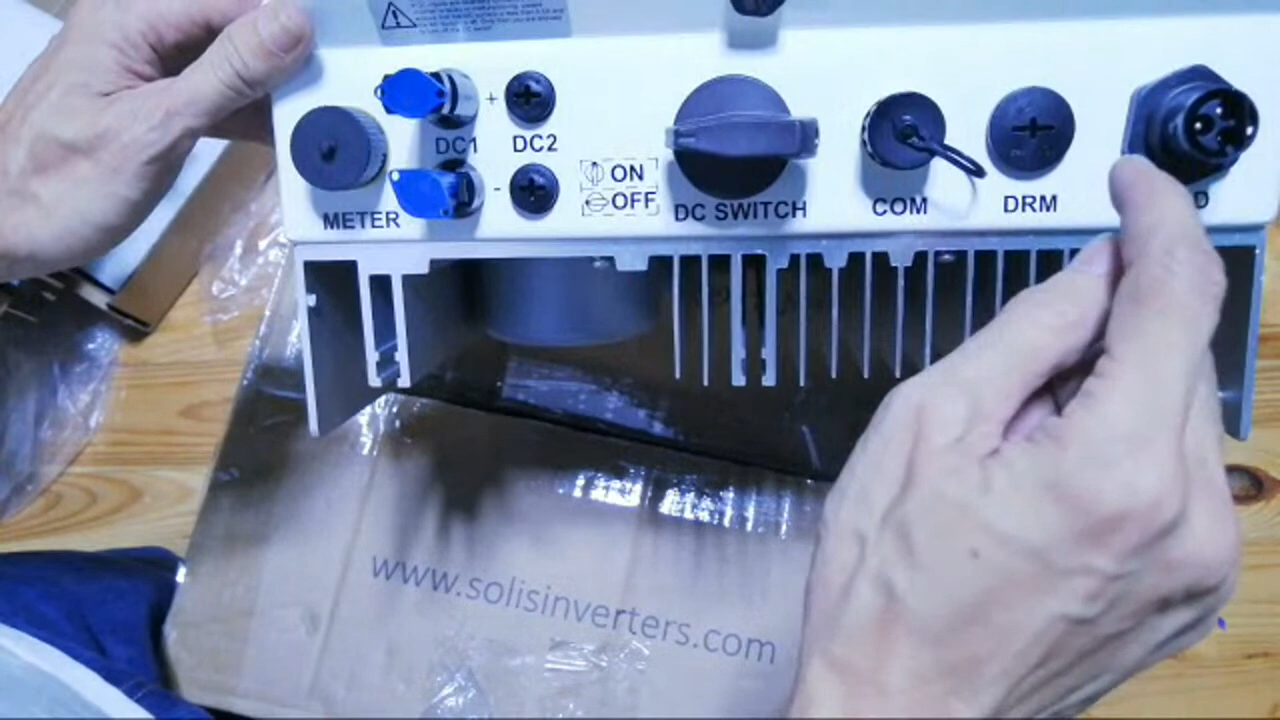 +
DC1
DC2
-
ON
OFF
METER
DC SWITCH
COM
DRM
D
www.solisinverters.com